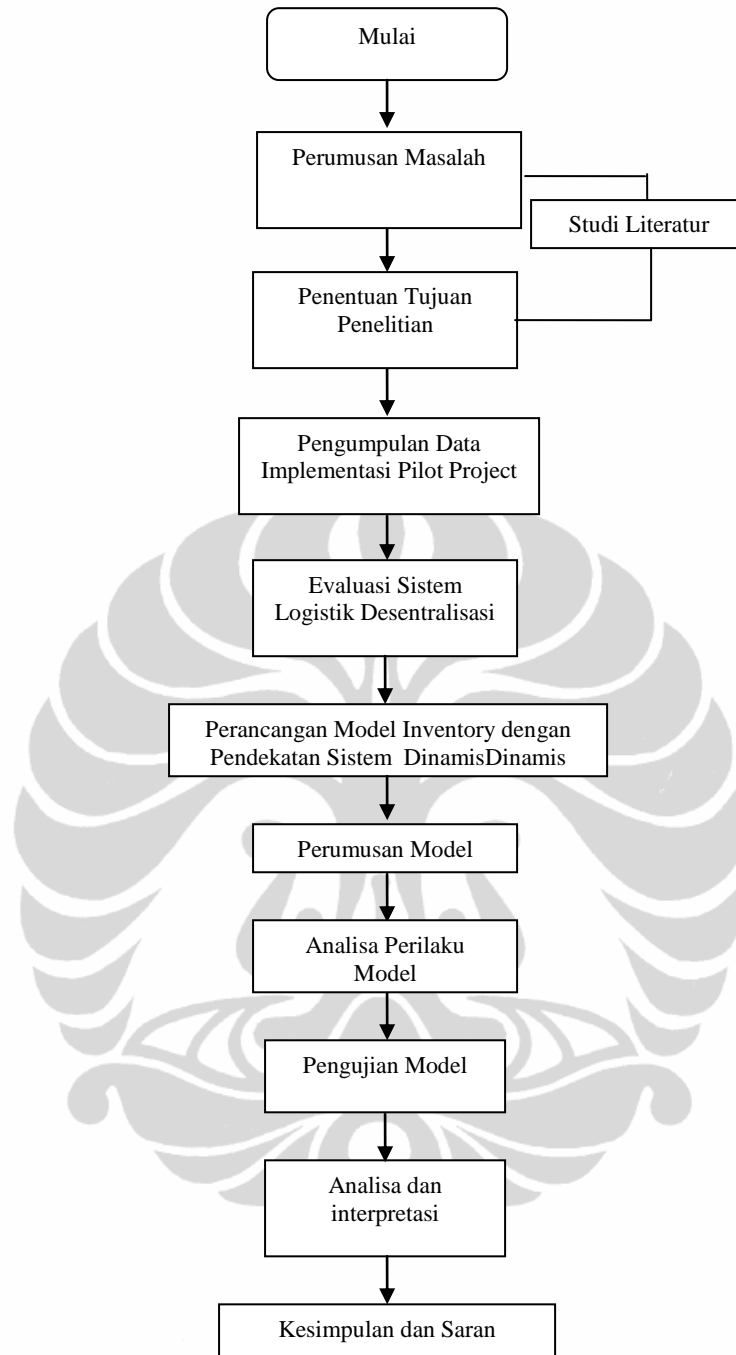 Mulai
Perumusan Masalah
Studi Literatur
Penentuan Tujuan
Penelitian
Pengumpulan Data
Implementasi Pilot Project
Evaluasi Sistem
Logistik Desentralisasi
Perancangan Model Inventory dengan
Pendekatan Sistem DinamisDinamis
Perumusan Model
Analisa Perilaku
Model
Pengujian Model
Analisa dan
interpretasi
Kesimpulan dan Saran